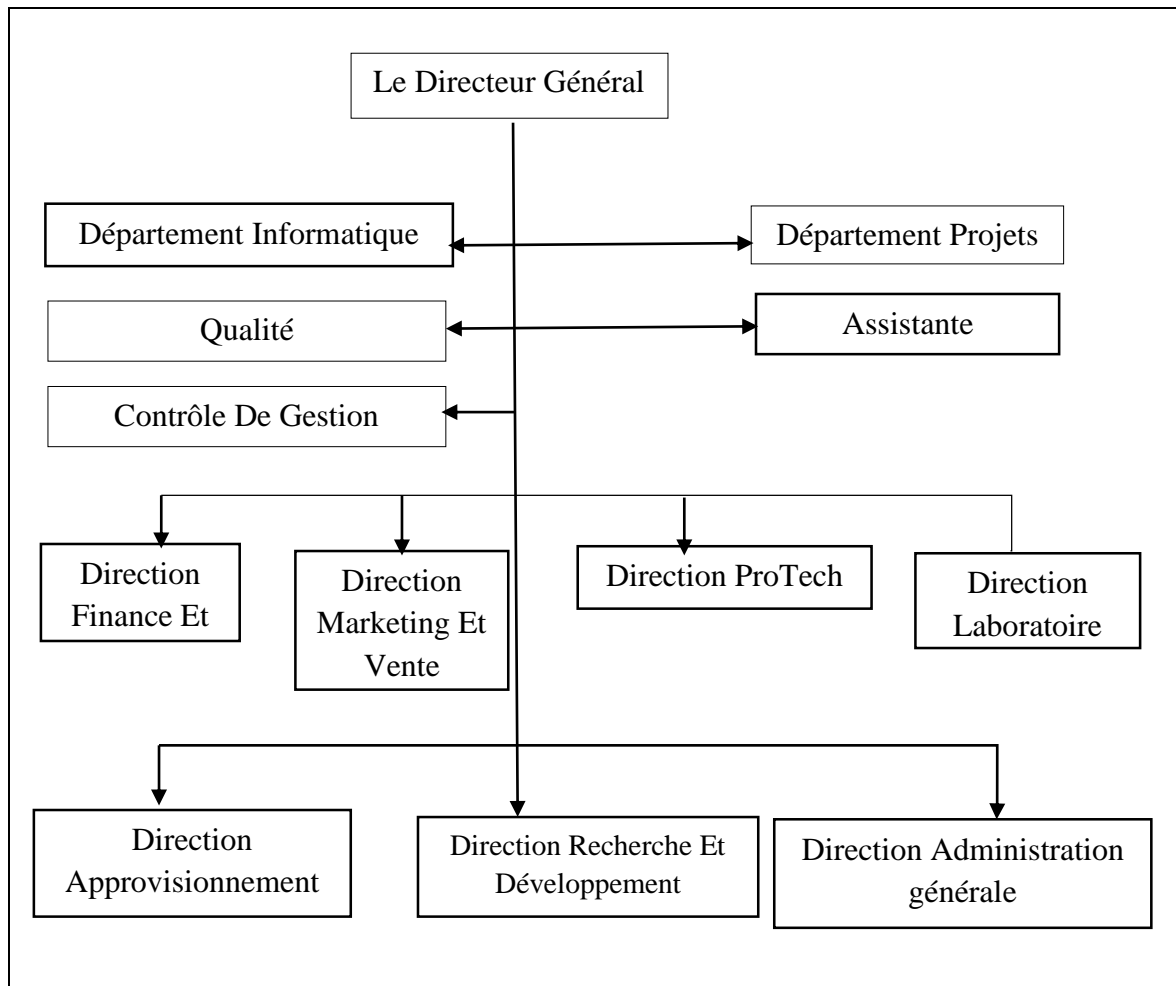 Le Directeur Général
Département Informatique
Département Projets
Qualité
Assistante
Contrôle De Gestion
Direction
Finance Et
Direction
Marketing Et
Vente
Direction ProTech
Direction
Laboratoire
Direction
Approvisionnement
Direction Recherche Et
Développement
Direction Administration
générale